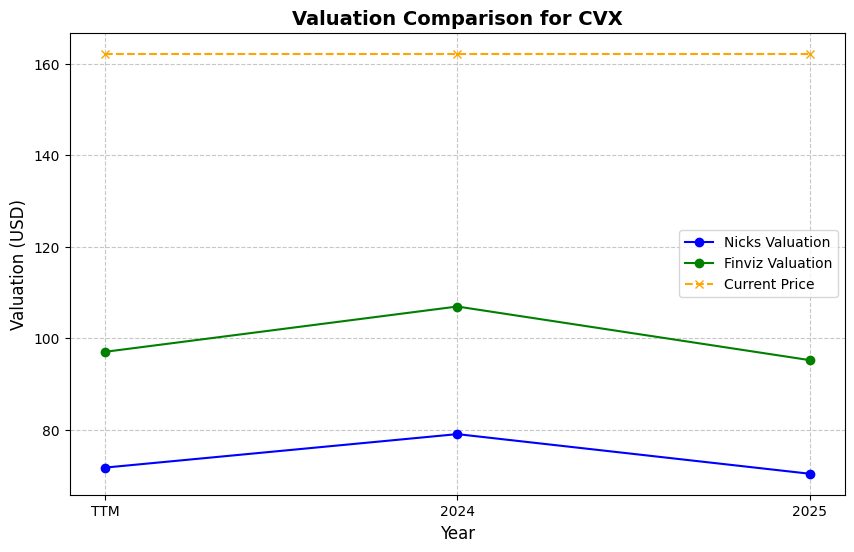 Valuation Comparison for CVX
Valuation (USD)
160
140
120
100
80
Nicks Valuation
Finviz Valuation
Current Price
TTM
2024
2025
Year